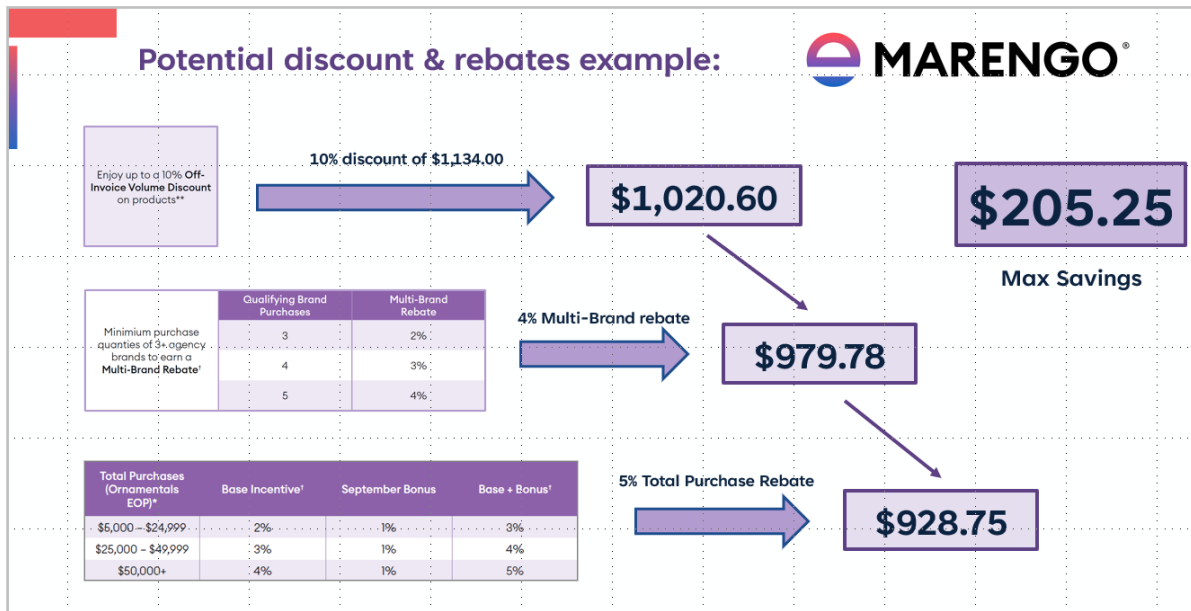 Potential discount & rebates example:
MARENGO®
Enjoy up to a 10% Off-
Invoice Volume Discount
on products**
10% discount of $1,134.00
$1,020.60
$205.25
Max Savings
Minimum purchase
quanties of 3+ agency
brands to earn a
Multi-Brand Rebate†
Qualifying Brand
Purchases
Multi-Brand
Rebate
3 2%
4 3%
5 4%
4% Multi-Brand rebate
$979.78
Total Purchases
(Ornamentals
EOP)*
Base Incentive†
September Bonus
Base + Bonus†
$5,000 – $24,999 2% 1% 3%
$25,000 – $49,999 3% 1% 4%
$50,000+ 4% 1% 5%
5% Total Purchase Rebate
$928.75